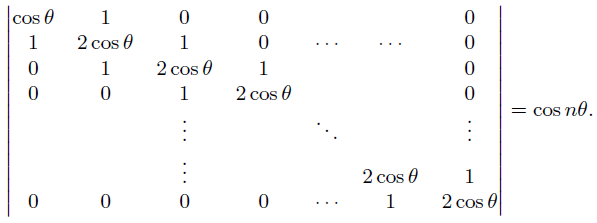 cos θ 1 0 0 0
1 2 cos θ 1 0 ⋯ ⋯ 0
0 1 2 cos θ 1 0
0 0 1 2 cos θ 0
⋮ ⋱ ⋮ = cos nθ.
⋮ 2 cos θ 1
0 0 0 0 ⋯ 1 2 cos θ